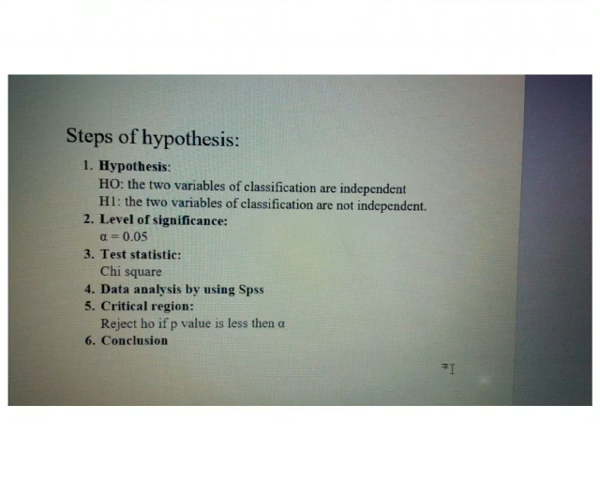 Steps of hypothesis:
1. Hypothesis:
HO: the two variables of classification are independent
H1: the two variables of classification are not independent.
2. Level of significance:
α = 0.05
3. Test statistic:
Chi square
4. Data analysis by using Spss
5. Critical region:
Reject ho if p value is less then α
6. Conclusion